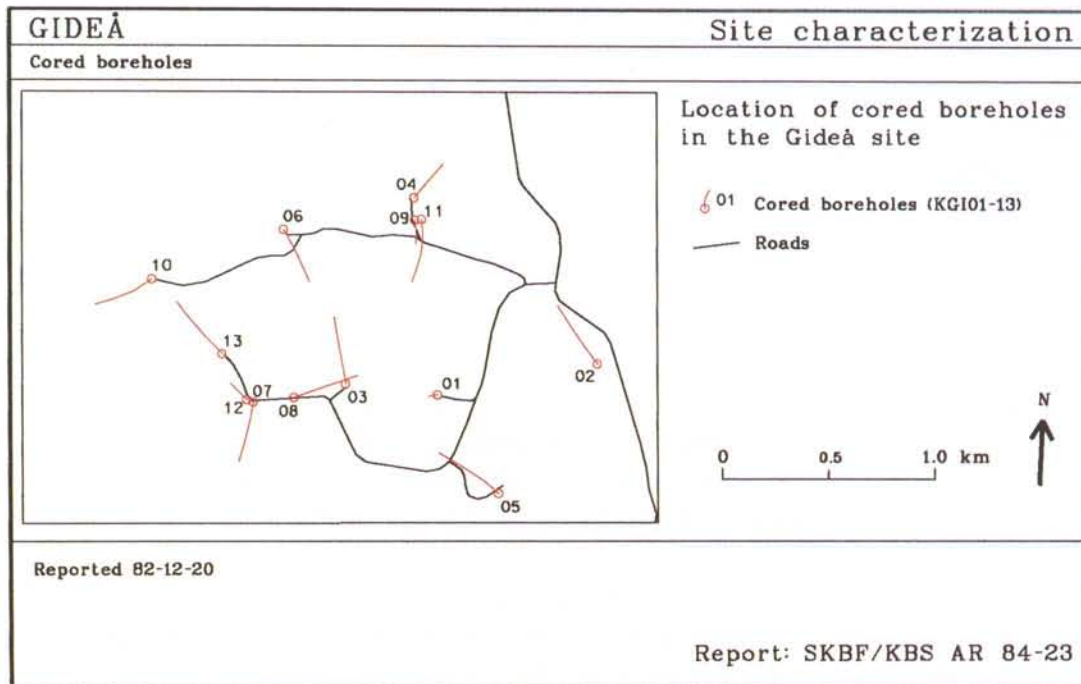 GIDEÅ
Site characterization
Cored boreholes
Location of cored boreholes
in the Gideå site
01 Cored boreholes (KGI01-13)
Roads
04
09
11
06
10
13
07
12
08
03
01
02
05
N
0 0.5 1.0 km
Reported 82-12-20
Report: SKBF/KBS AR 84-23